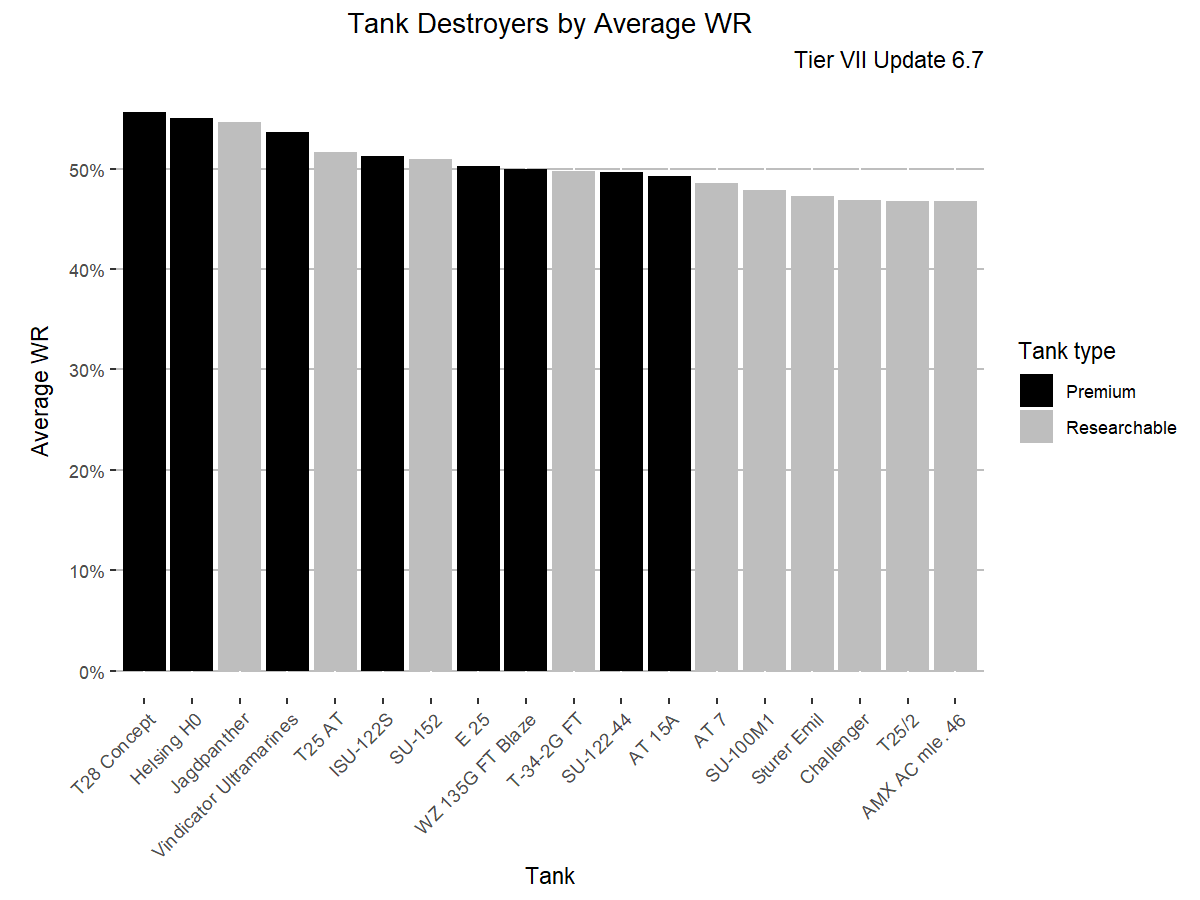 Tank Destroyers by Average WR
Tier VII Update 6.7
Average WR
50%
40%
30%
20%
10%
0%
T28 Concept
Helsing H0
Jagdpanther
Vindicator Ultramarines
T25 AT
ISU-122S
SU-152
E 25
WZ 135G FT Blaze
T-34-2G FT
SU-122-44
AT 15A
AT 7
SU-100M1
Sturer Emil
Challenger
T25/2
AMX AC mle. 46
Tank
Tank type
Premium
Researchable